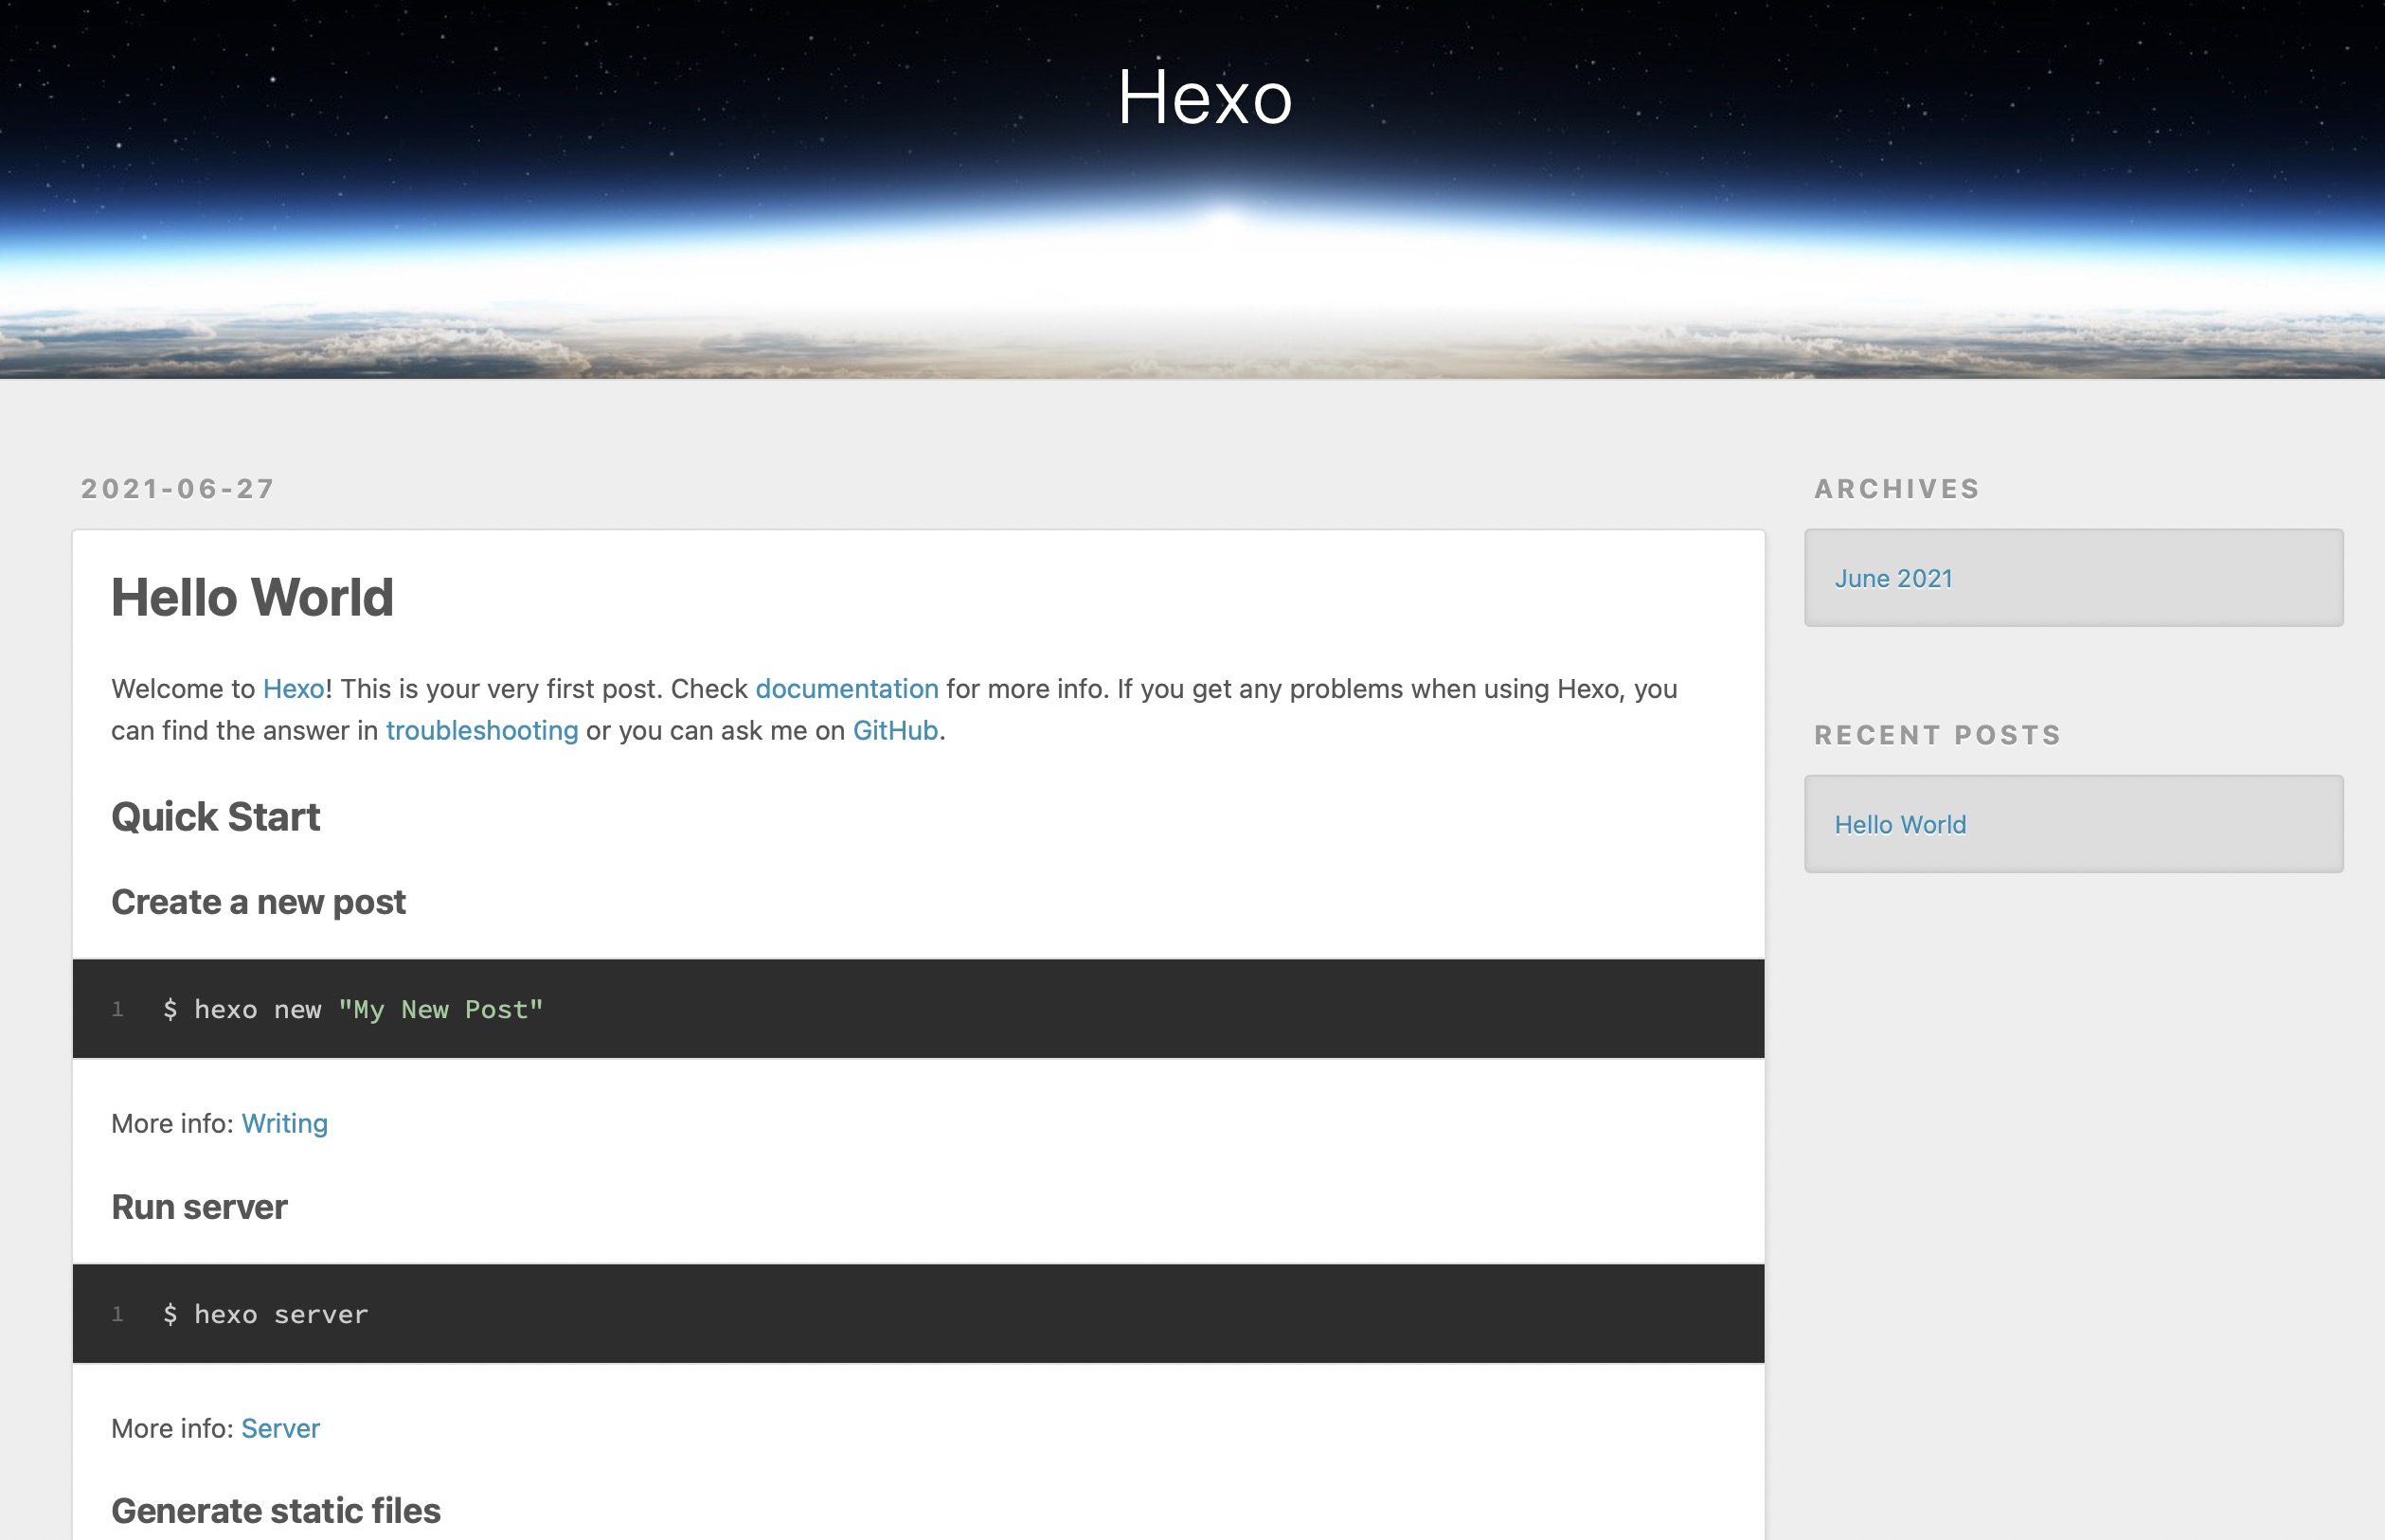 Hexo
2021-06-27
Hello World
Welcome to Hexo! This is your very first post. Check documentation for more info. If you get any problems when using Hexo, you
can find the answer in troubleshooting or you can ask me on GitHub.
Quick Start
Create a new post
1 $ hexo new "My New Post"
More info: Writing
Run server
1 $ hexo server
More info: Server
Generate static files
ARCHIVES
June 2021
RECENT POSTS
Hello World